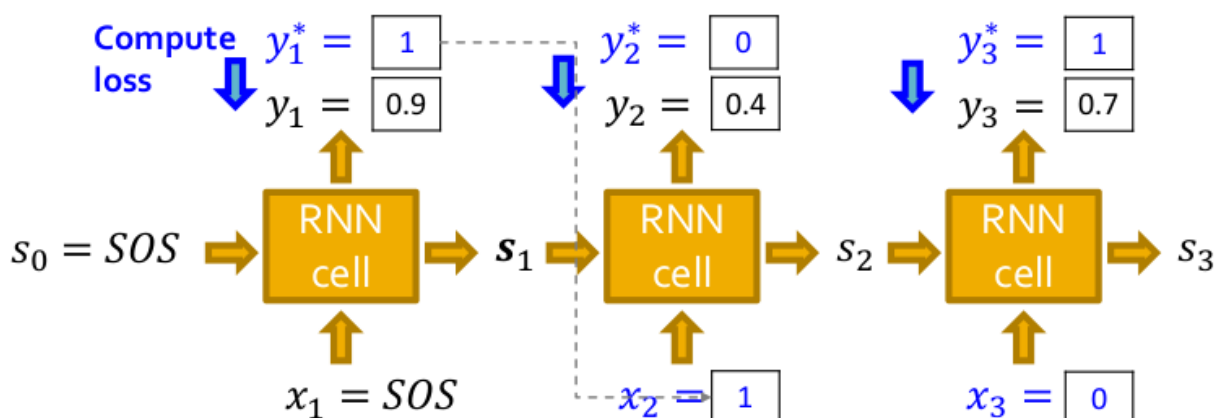 Compute loss
y₁* = 1
y₂* = 0
y₃* = 1
y₁ = 0.9
y₂ = 0.4
y₃ = 0.7
s₀ = SOS
RNN cell
s₁
RNN cell
s₂
RNN cell
s₃
x₁ = SOS
x₂ = 1
x₃ = 0